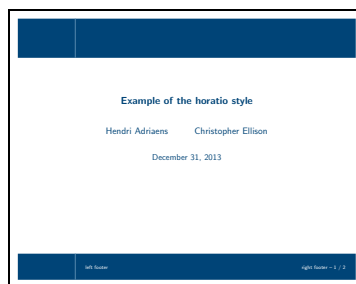 Example of the horatio style
Hendri Adriaens Christopher Ellison
December 31, 2013
left footer right footer – 1 / 2